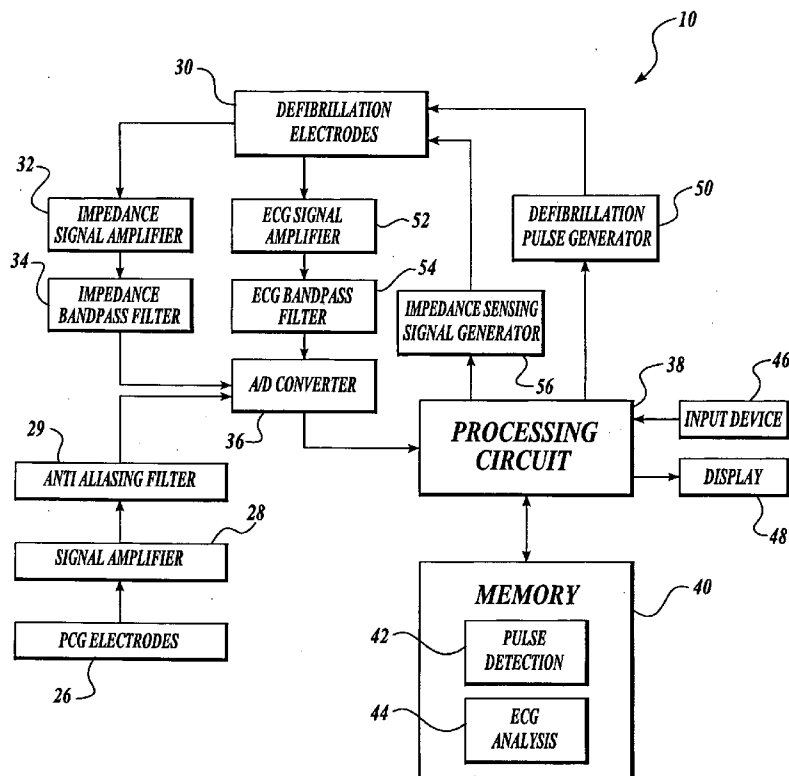 10
30
DEFIBRILLATION
ELECTRODES
32
IMPEDANCE
SIGNAL AMPLIFIER
ECG SIGNAL
AMPLIFIER
52
50
DEFIBRILLATION
PULSE GENERATOR
34
IMPEDANCE
BANDPASS FILTER
ECG BANDPASS
FILTER
54
IMPEDANCE SENSING
SIGNAL GENERATOR
56
A/D CONVERTER
36
38
PROCESSING
CIRCUIT
46
INPUT DEVICE
DISPLAY
48
29
ANTI ALIASING FILTER
28
SIGNAL AMPLIFIER
PCG ELECTRODES
26
MEMORY
40
42
PULSE
DETECTION
44
ECG
ANALYSIS